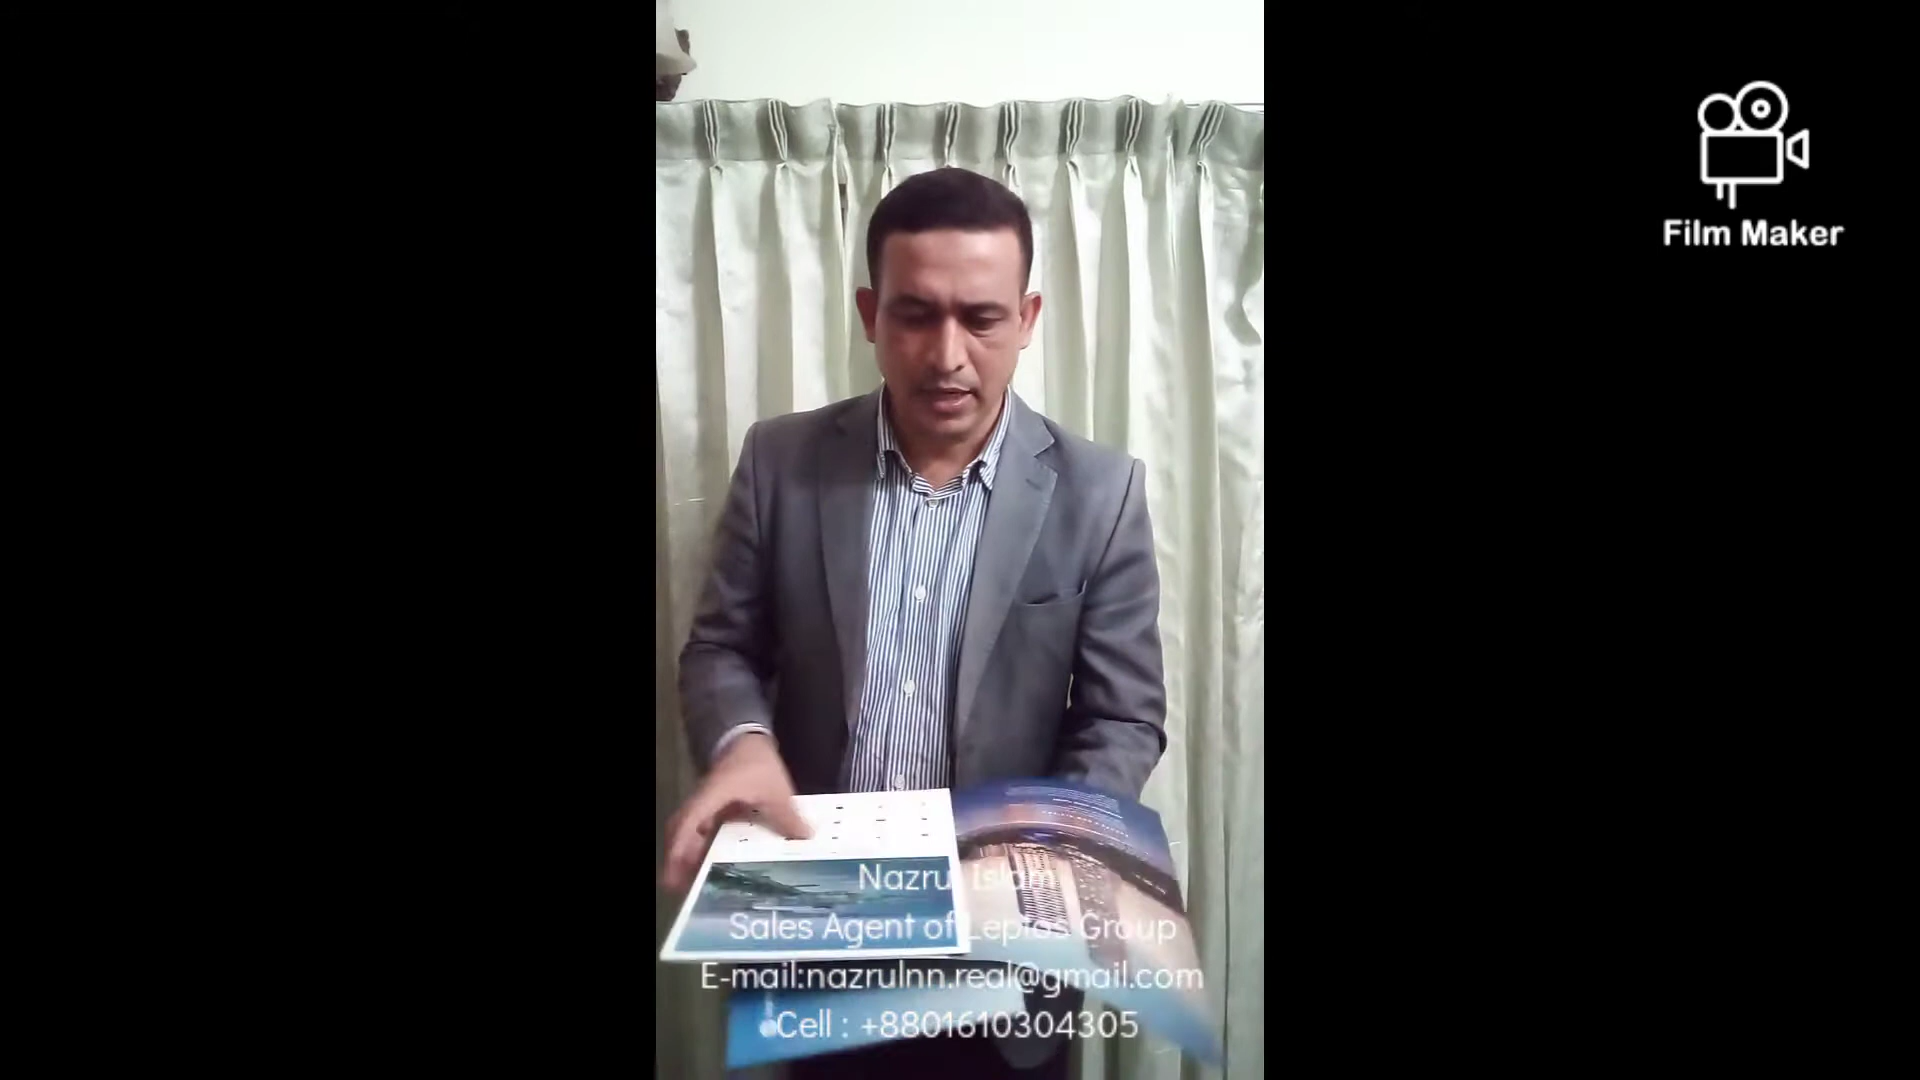 Film Maker
Nazrul Islam
Sales Agent of Leptos Group
E-mail:nazrulnn.real@gmail.com
Cell : +8801610304305